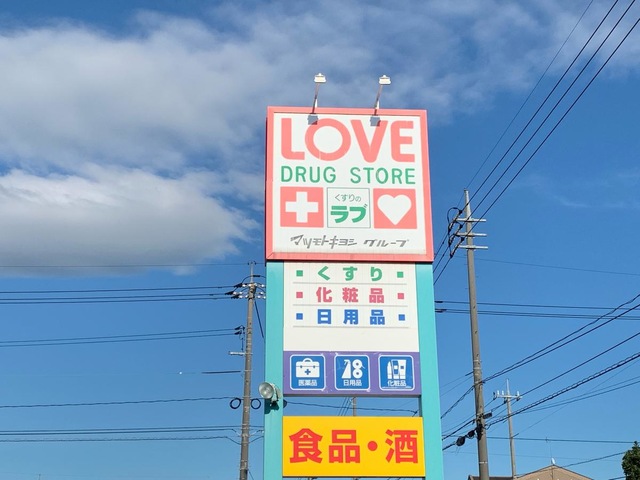 LOVE
DRUG STORE
くすりの
ラブ
マツモトキヨシ グループ
くすり
化粧品
日用品
医薬品 日用品 化粧品
食品・酒